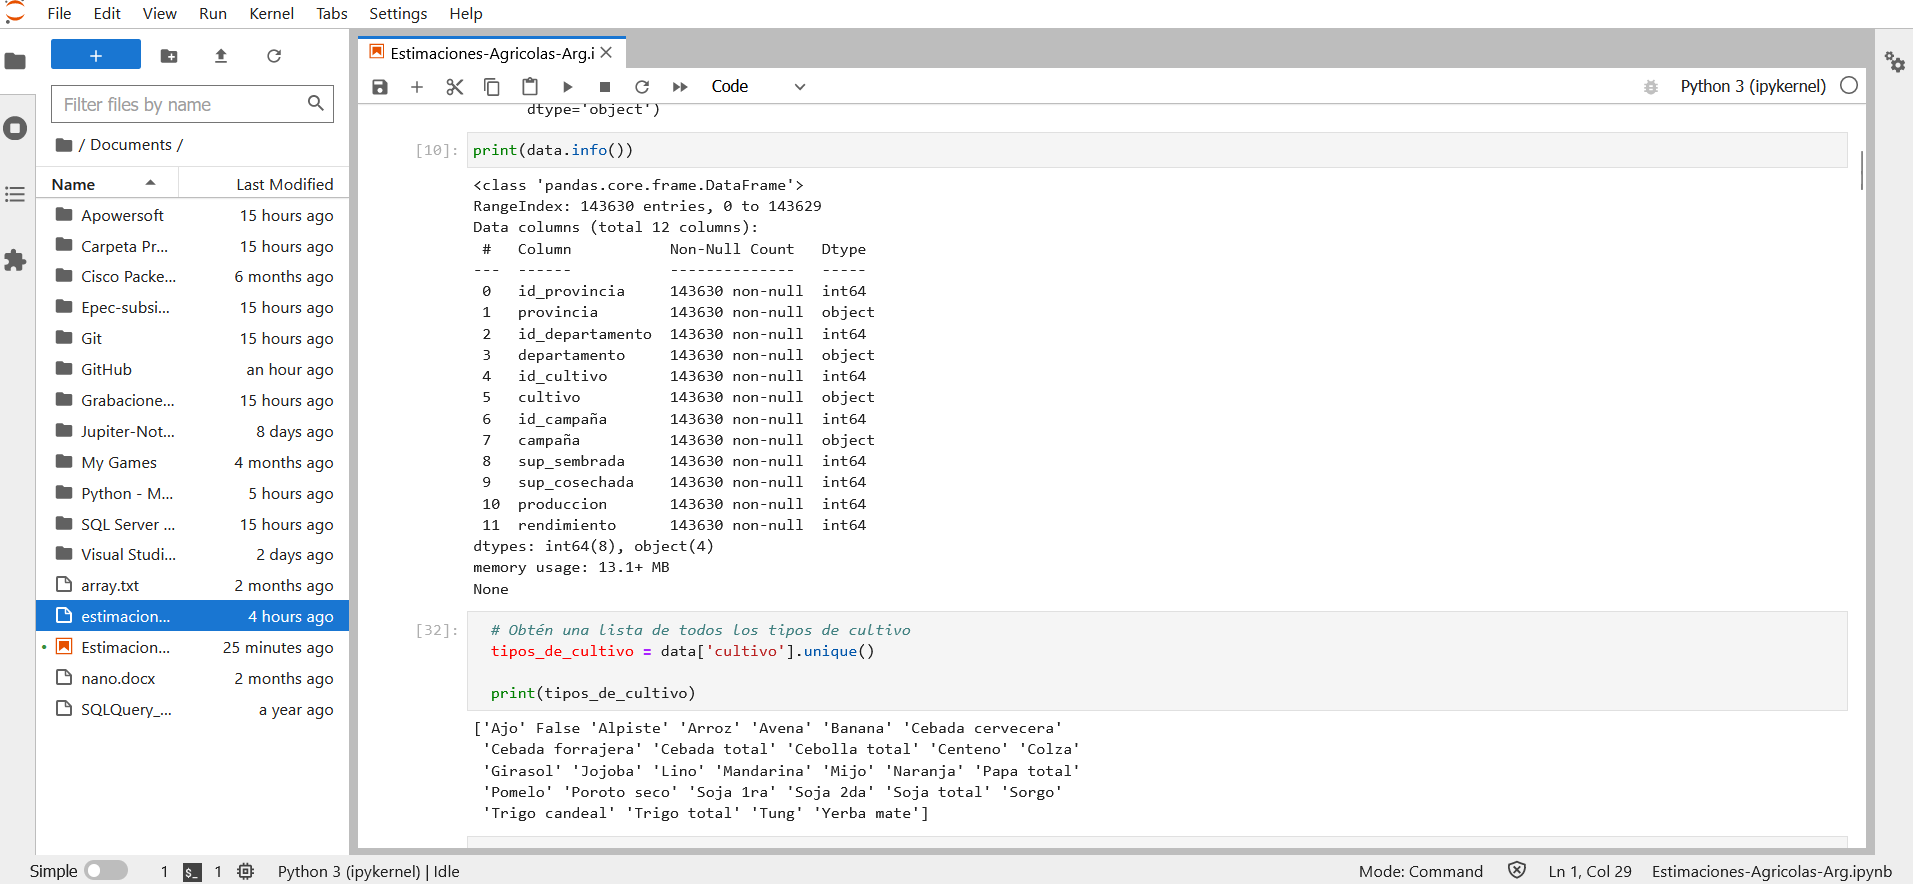 File Edit View Run Kernel Tabs Settings Help
+
Filter files by name
/ Documents /
Name Last Modified
Apowersoft 15 hours ago
Carpeta Pr... 15 hours ago
Cisco Packe... 6 months ago
Epec-subsi... 15 hours ago
Git 15 hours ago
GitHub an hour ago
Grabacione... 15 hours ago
Jupiter-Not... 8 days ago
My Games 4 months ago
Python - M... 5 hours ago
SQL Server ... 15 hours ago
Visual Studi... 2 days ago
array.txt 2 months ago
estimacion... 4 hours ago
Estimacion... 25 minutes ago
nano.docx 2 months ago
SQLQuery_... a year ago
Estimaciones-Agricolas-Arg.i
Code
Python 3 (ipykernel)
dtype='object')
[10]: print(data.info())
<class 'pandas.core.frame.DataFrame'>
RangeIndex: 143630 entries, 0 to 143629
Data columns (total 12 columns):
# Column Non-Null Count Dtype
--- ------ -------------- -----
0 id_provincia 143630 non-null int64
1 provincia 143630 non-null object
2 id_departamento 143630 non-null int64
3 departamento 143630 non-null object
4 id_cultivo 143630 non-null int64
5 cultivo 143630 non-null object
6 id_campaña 143630 non-null int64
7 campaña 143630 non-null object
8 sup_sembrada 143630 non-null int64
9 sup_cosechada 143630 non-null int64
10 produccion 143630 non-null int64
11 rendimiento 143630 non-null int64
dtypes: int64(8), object(4)
memory usage: 13.1+ MB
None
[32]: # Obtén una lista de todos los tipos de cultivo
tipos_de_cultivo = data['cultivo'].unique()
print(tipos_de_cultivo)
['Ajo' False 'Alpiste' 'Arroz' 'Avena' 'Banana' 'Cebada cervecera'
'Cebada forrajera' 'Cebada total' 'Cebolla total' 'Centeno' 'Colza'
'Girasol' 'Jojoba' 'Lino' 'Mandarina' 'Mijo' 'Naranja' 'Papa total'
'Pomelo' 'Poroto seco' 'Soja 1ra' 'Soja 2da' 'Soja total' 'Sorgo'
'Trigo candeal' 'Trigo total' 'Tung' 'Yerba mate']
Simple 1 $_ 1 Python 3 (ipykernel) | Idle Mode: Command Ln 1, Col 29 Estimaciones-Agricolas-Arg.ipynb